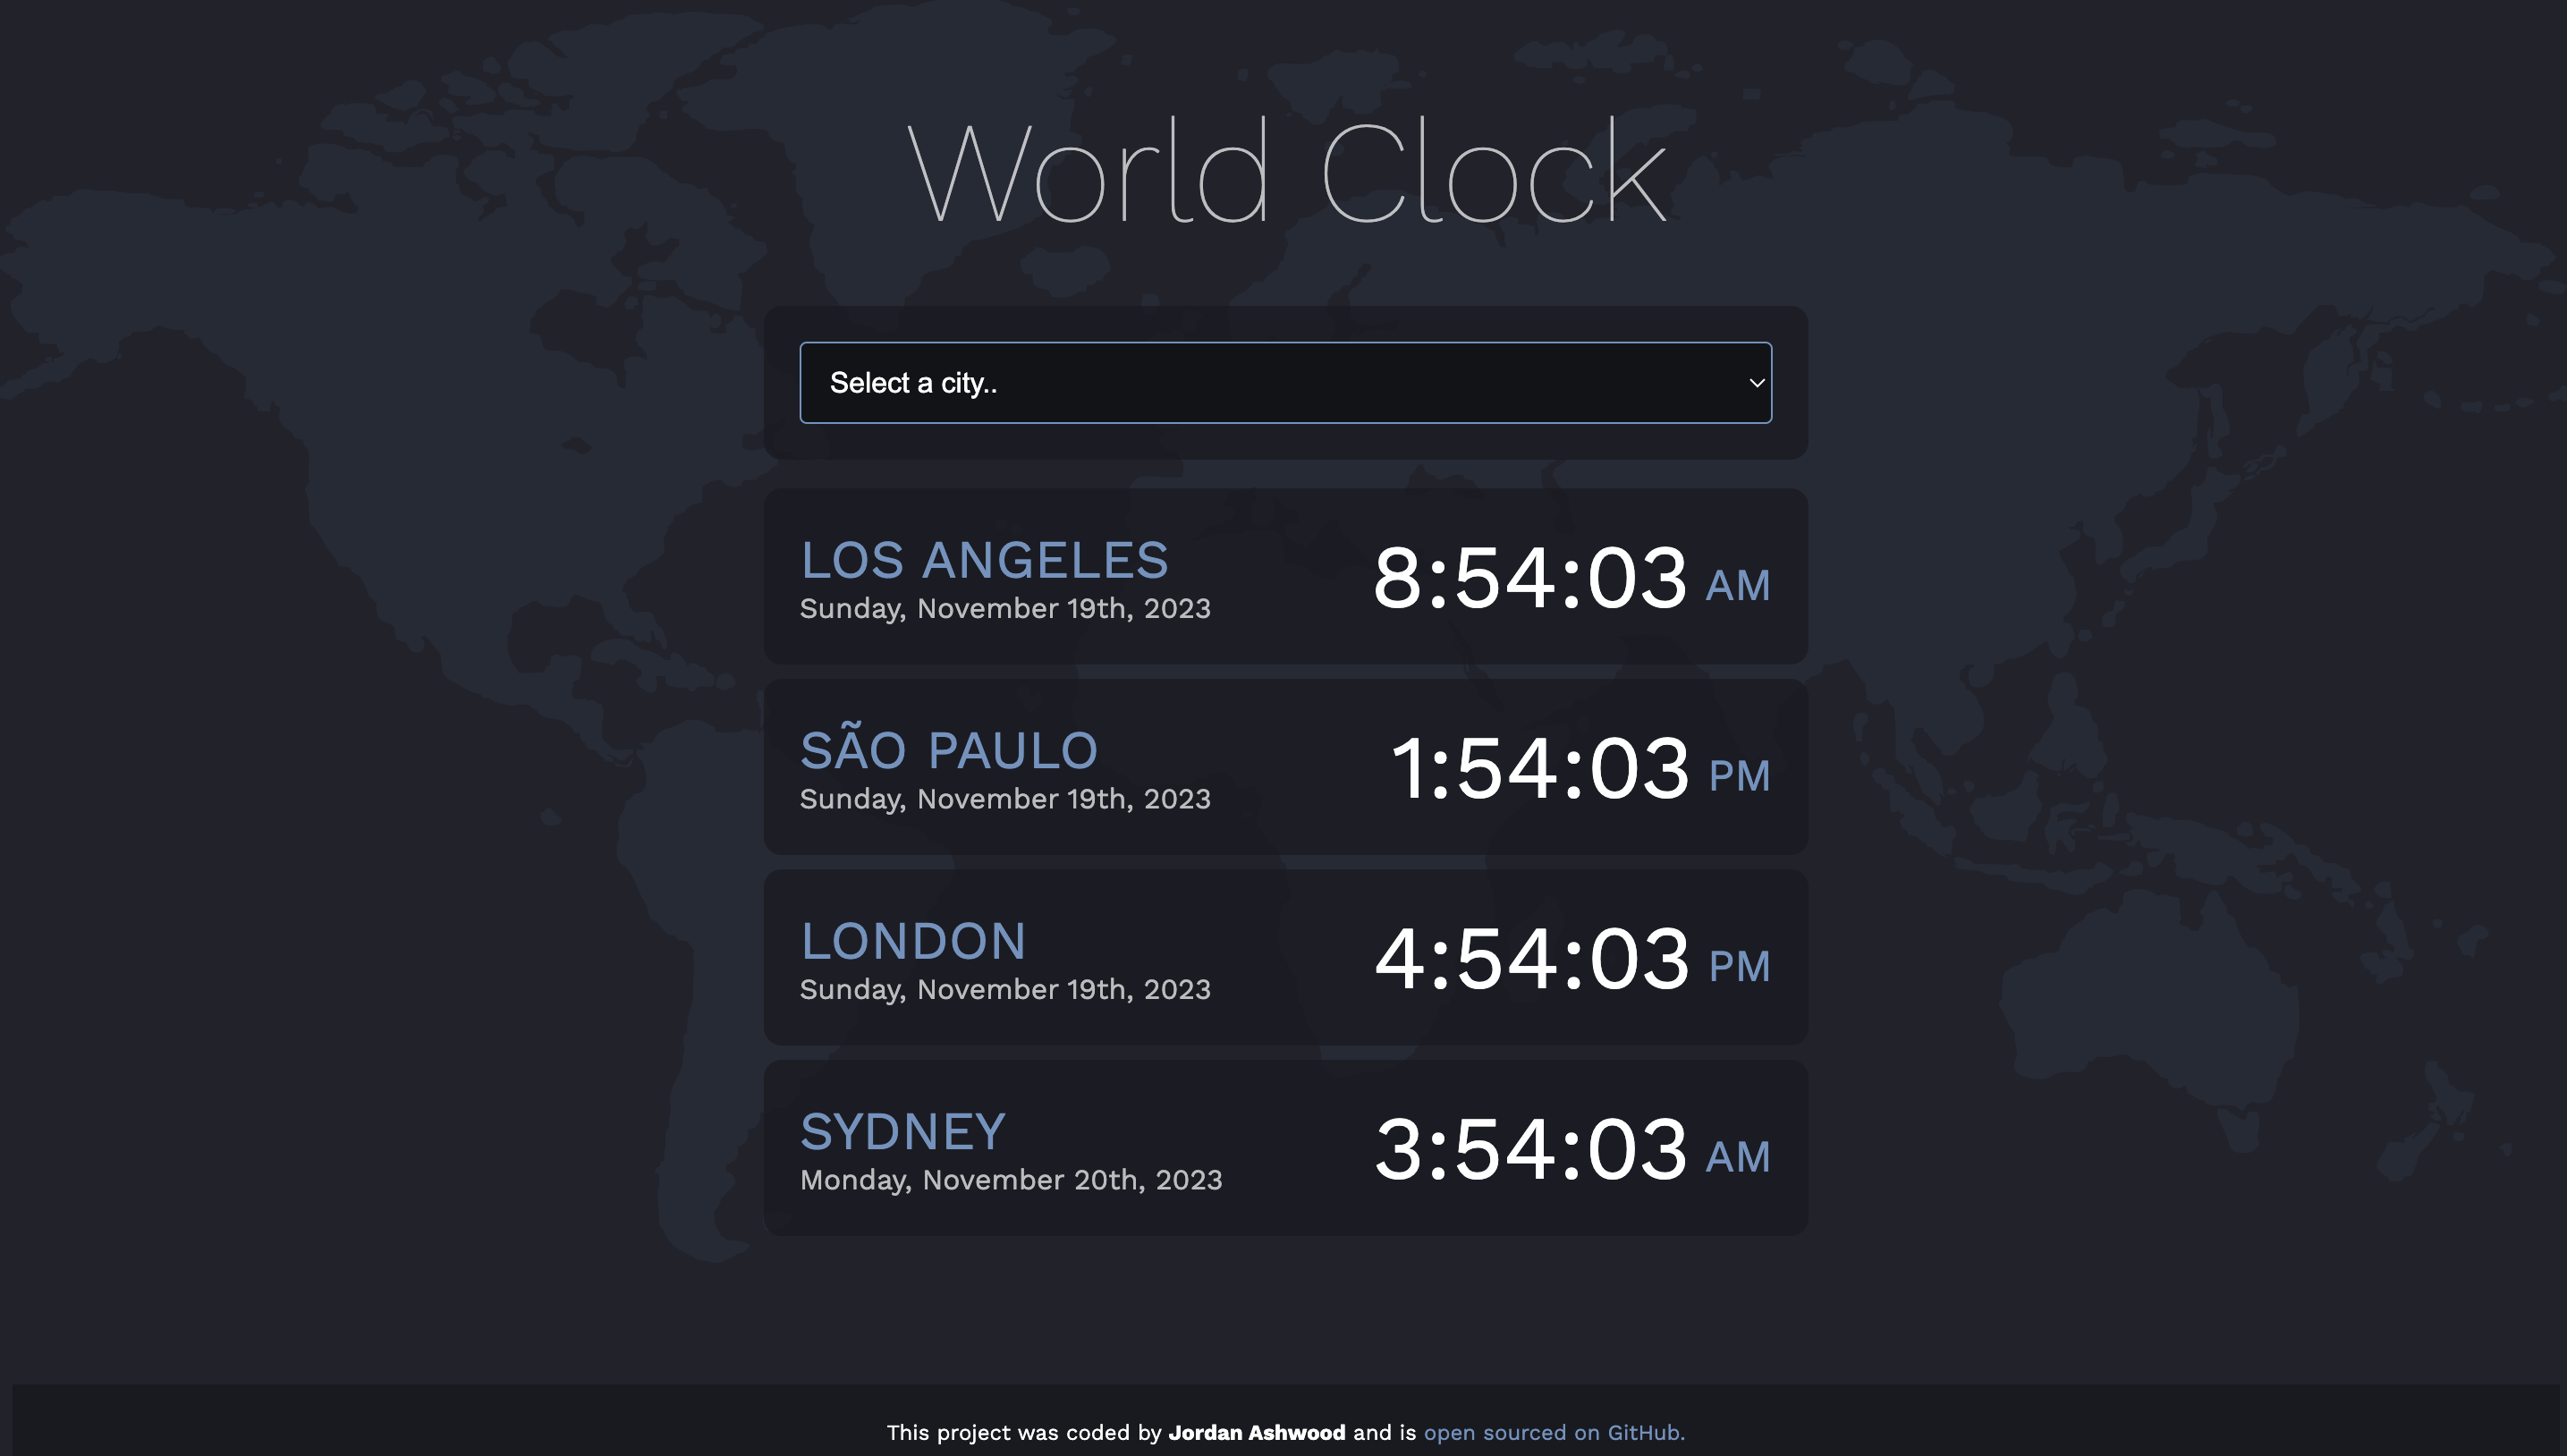 World Clock
Select a city..
LOS ANGELES
Sunday, November 19th, 2023
8:54:03 AM
SÃO PAULO
Sunday, November 19th, 2023
1:54:03 PM
LONDON
Sunday, November 19th, 2023
4:54:03 PM
SYDNEY
Monday, November 20th, 2023
3:54:03 AM
This project was coded by Jordan Ashwood and is open sourced on GitHub.